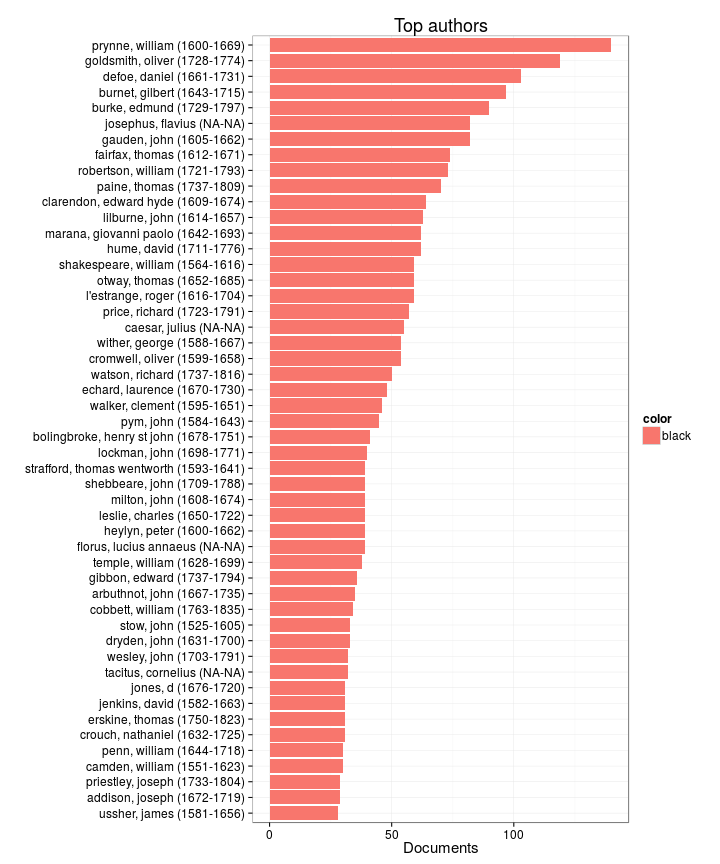 Top authors
prynne, william (1600-1669)
goldsmith, oliver (1728-1774)
defoe, daniel (1661-1731)
burnet, gilbert (1643-1715)
burke, edmund (1729-1797)
josephus, flavius (NA-NA)
gauden, john (1605-1662)
fairfax, thomas (1612-1671)
robertson, william (1721-1793)
paine, thomas (1737-1809)
clarendon, edward hyde (1609-1674)
lilburne, john (1614-1657)
marana, giovanni paolo (1642-1693)
hume, david (1711-1776)
shakespeare, william (1564-1616)
otway, thomas (1652-1685)
l'estrange, roger (1616-1704)
price, richard (1723-1791)
caesar, julius (NA-NA)
wither, george (1588-1667)
cromwell, oliver (1599-1658)
watson, richard (1737-1816)
echard, laurence (1670-1730)
walker, clement (1595-1651)
pym, john (1584-1643)
bolingbroke, henry st john (1678-1751)
lockman, john (1698-1771)
strafford, thomas wentworth (1593-1641)
shebbeare, john (1709-1788)
milton, john (1608-1674)
leslie, charles (1650-1722)
heylyn, peter (1600-1662)
florus, lucius annaeus (NA-NA)
temple, william (1628-1699)
gibbon, edward (1737-1794)
arbuthnot, john (1667-1735)
cobbett, william (1763-1835)
stow, john (1525-1605)
dryden, john (1631-1700)
wesley, john (1703-1791)
tacitus, cornelius (NA-NA)
jones, d (1676-1720)
jenkins, david (1582-1663)
erskine, thomas (1750-1823)
crouch, nathaniel (1632-1725)
penn, william (1644-1718)
camden, william (1551-1623)
priestley, joseph (1733-1804)
addison, joseph (1672-1719)
ussher, james (1581-1656)
0 50 100
Documents
color
black